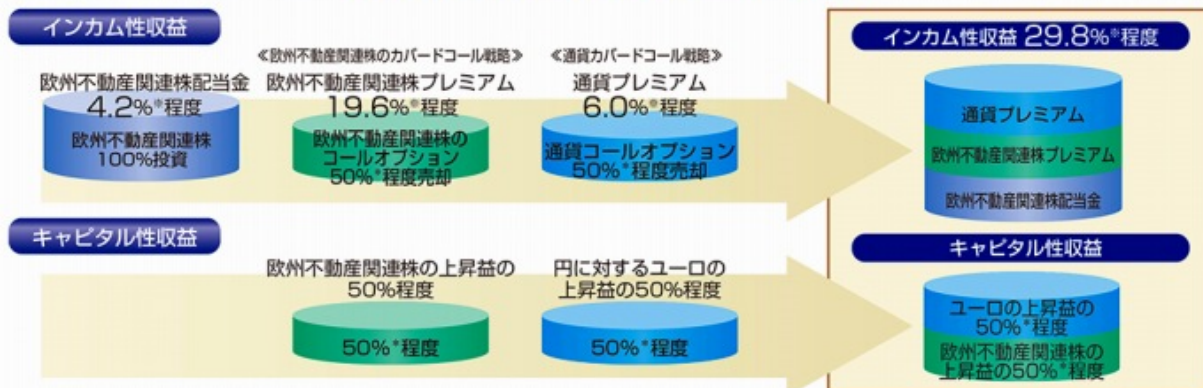 インカム性収益
欧州不動産関連株配当金
4.2%※程度
欧州不動産関連株
100%投資
≪欧州不動産関連株のカバードコール戦略≫
欧州不動産関連株プレミアム
19.6%※程度
欧州不動産関連株の
コールオプション
50%*程度売却
≪通貨カバードコール戦略≫
通貨プレミアム
6.0%※程度
通貨コールオプション
50%*程度売却
インカム性収益 29.8%※程度
通貨プレミアム
欧州不動産関連株プレミアム
欧州不動産関連株配当金
キャピタル性収益
欧州不動産関連株の上昇益の
50%程度
50%*程度
円に対するユーロの
上昇益の50%程度
50%*程度
キャピタル性収益
ユーロの上昇益の
50%*程度
欧州不動産関連株の
上昇益の50%*程度